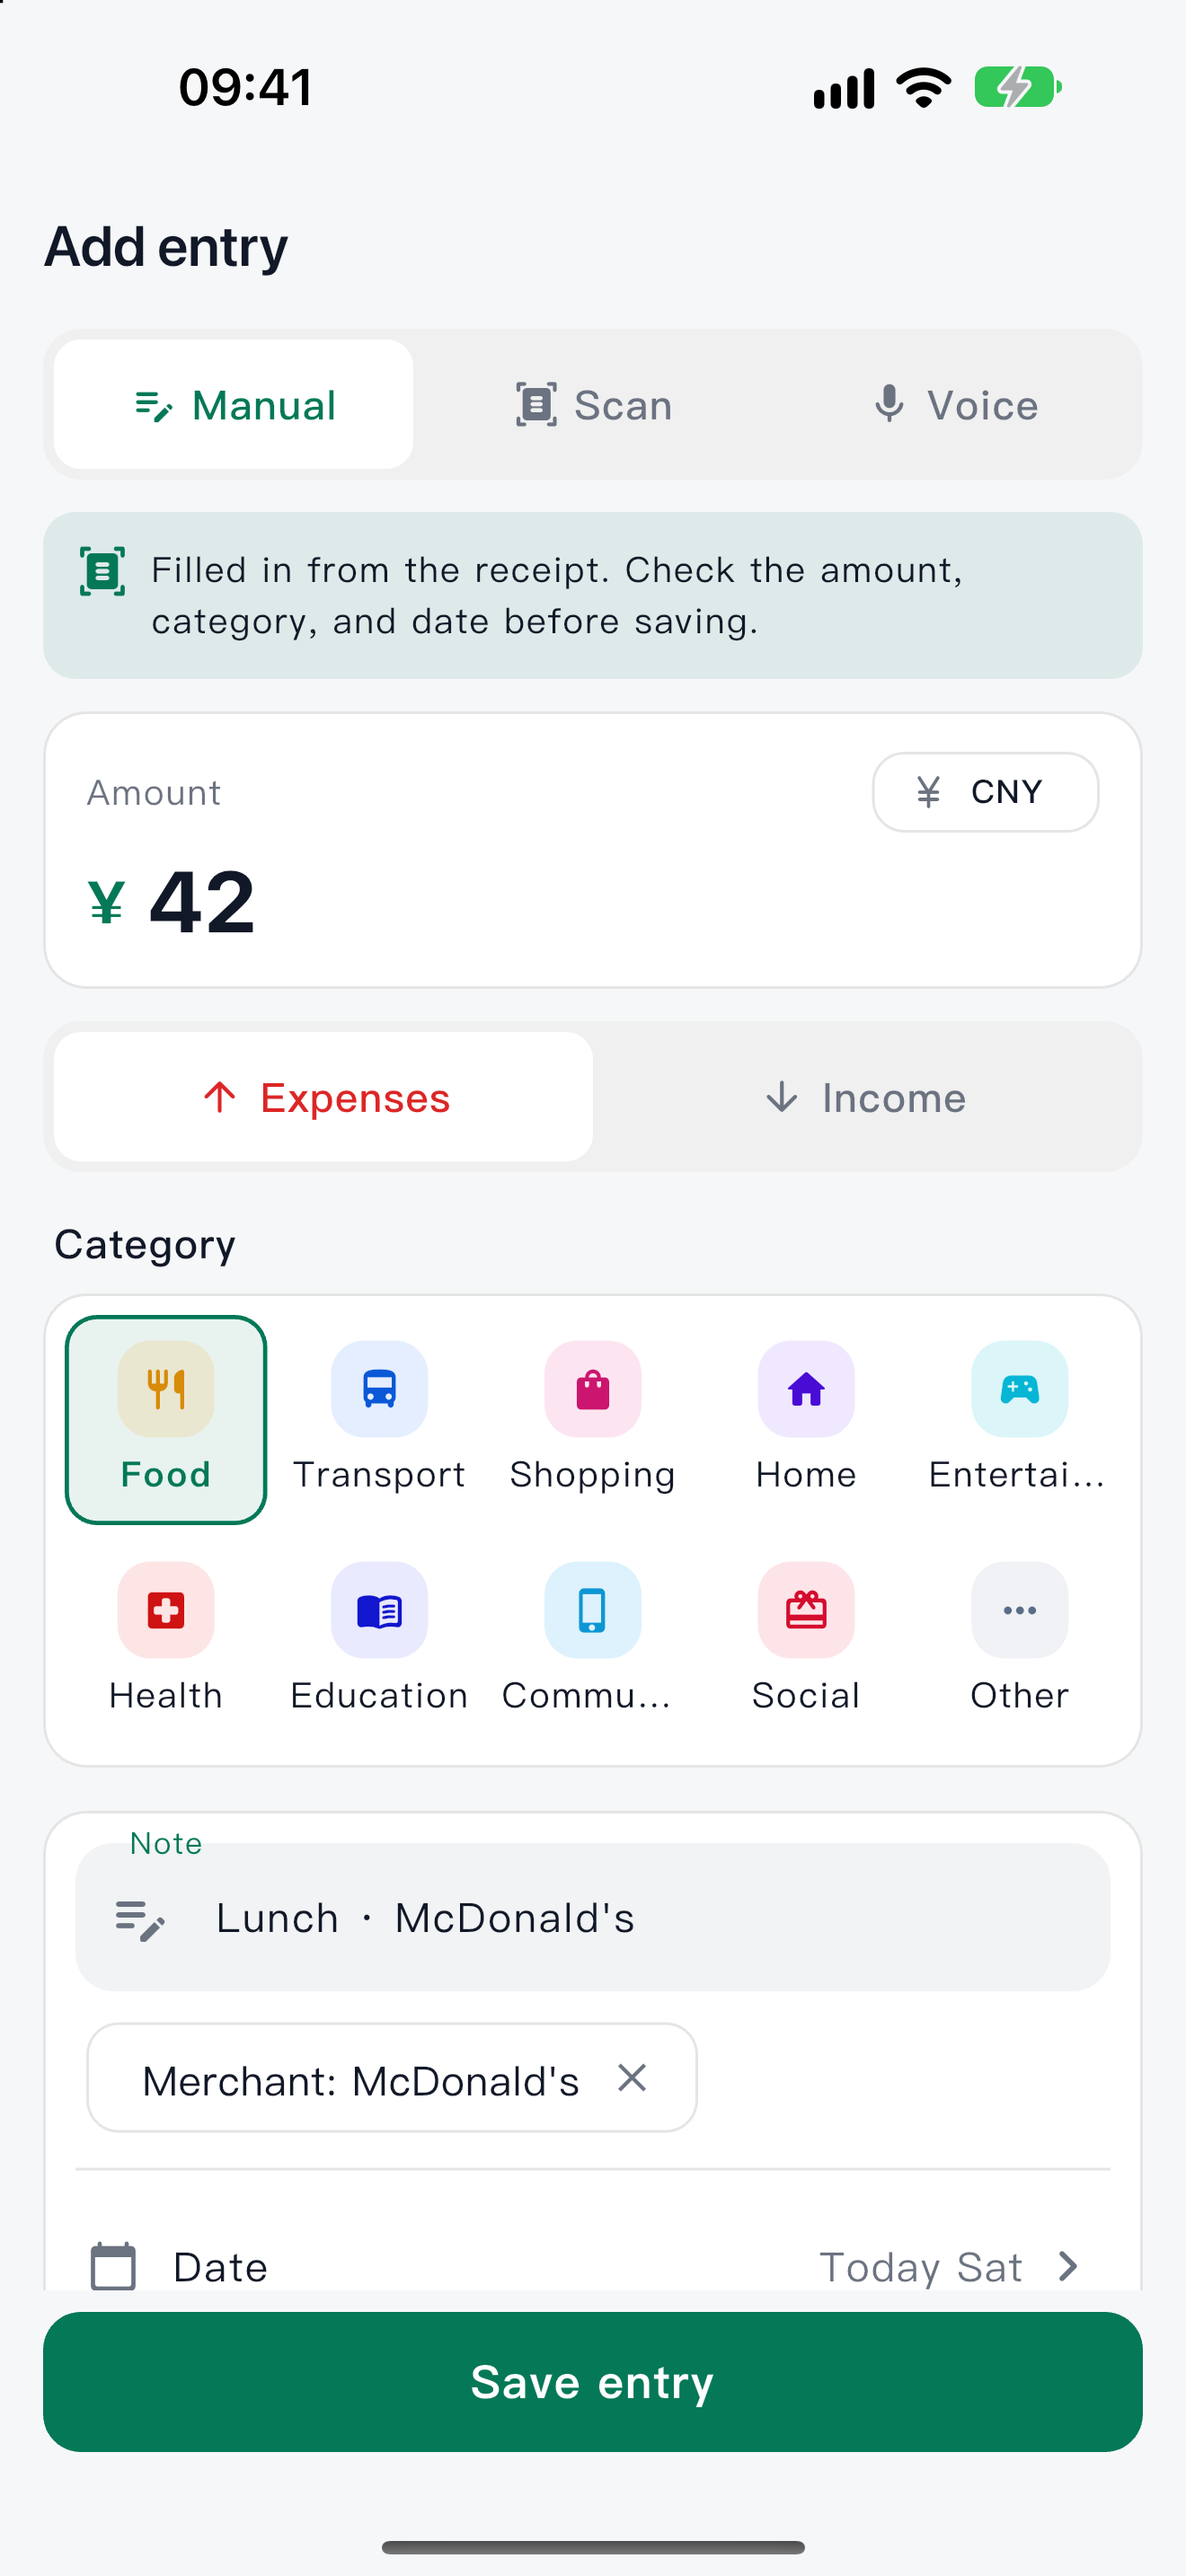 09:41
Add entry
Manual
Scan
Voice
Filled in from the receipt. Check the amount,
category, and date before saving.
Amount
¥ CNY
¥ 42
Expenses
Income
Category
Food
Transport
Shopping
Home
Entertai...
Health
Education
Commu...
Social
Other
Note
Lunch · McDonald's
Merchant: McDonald's
Date
Today Sat
Save entry